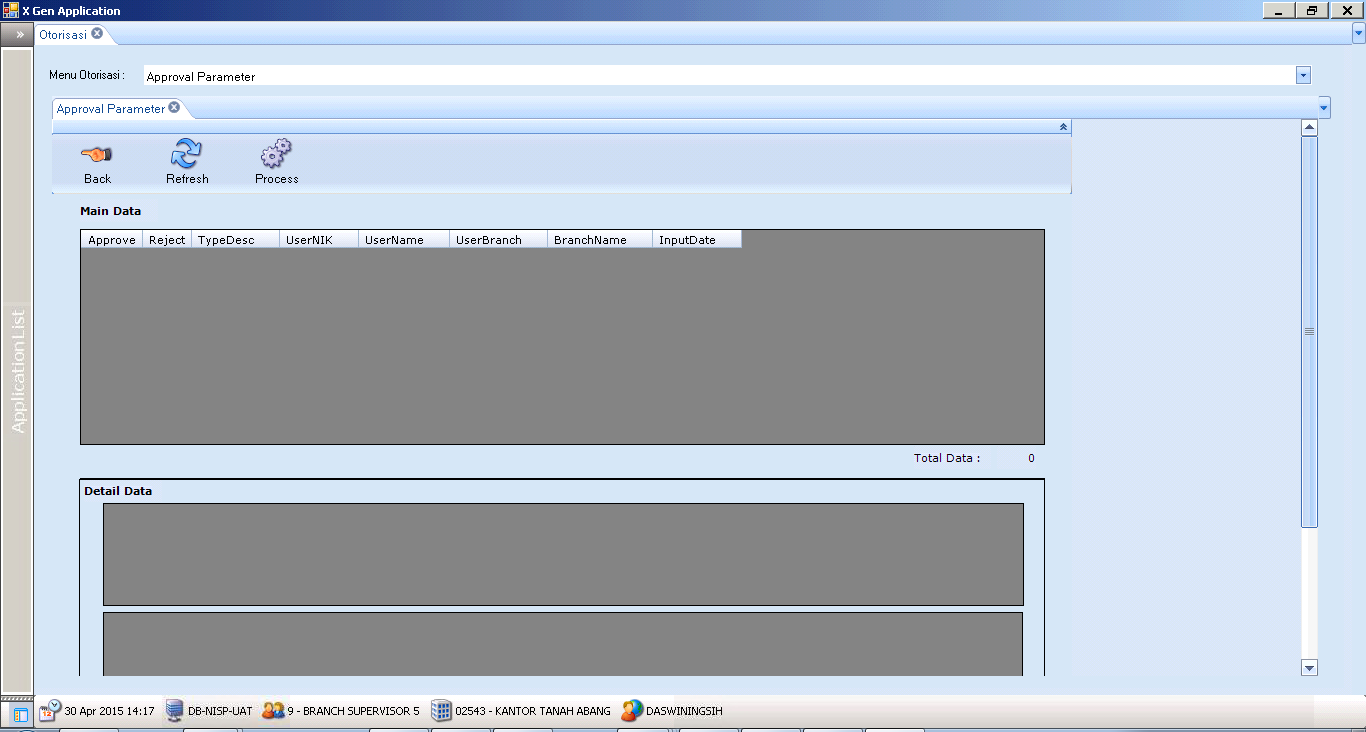 X Gen Application
»
Otorisasi
Menu Otorisasi :
Approval Parameter
Approval Parameter
Back Refresh Process
Main Data
Approve Reject TypeDesc UserNIK UserName UserBranch BranchName InputDate
Total Data : 0
Detail Data
Application List
12 30 Apr 2015 14:17 DB-NISP-UAT 9 - BRANCH SUPERVISOR 5 02543 - KANTOR TANAH ABANG DASWININGSIH